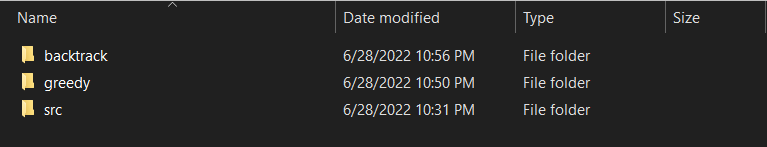 Name Date modified Type Size
backtrack 6/28/2022 10:56 PM File folder
greedy 6/28/2022 10:50 PM File folder
src 6/28/2022 10:31 PM File folder